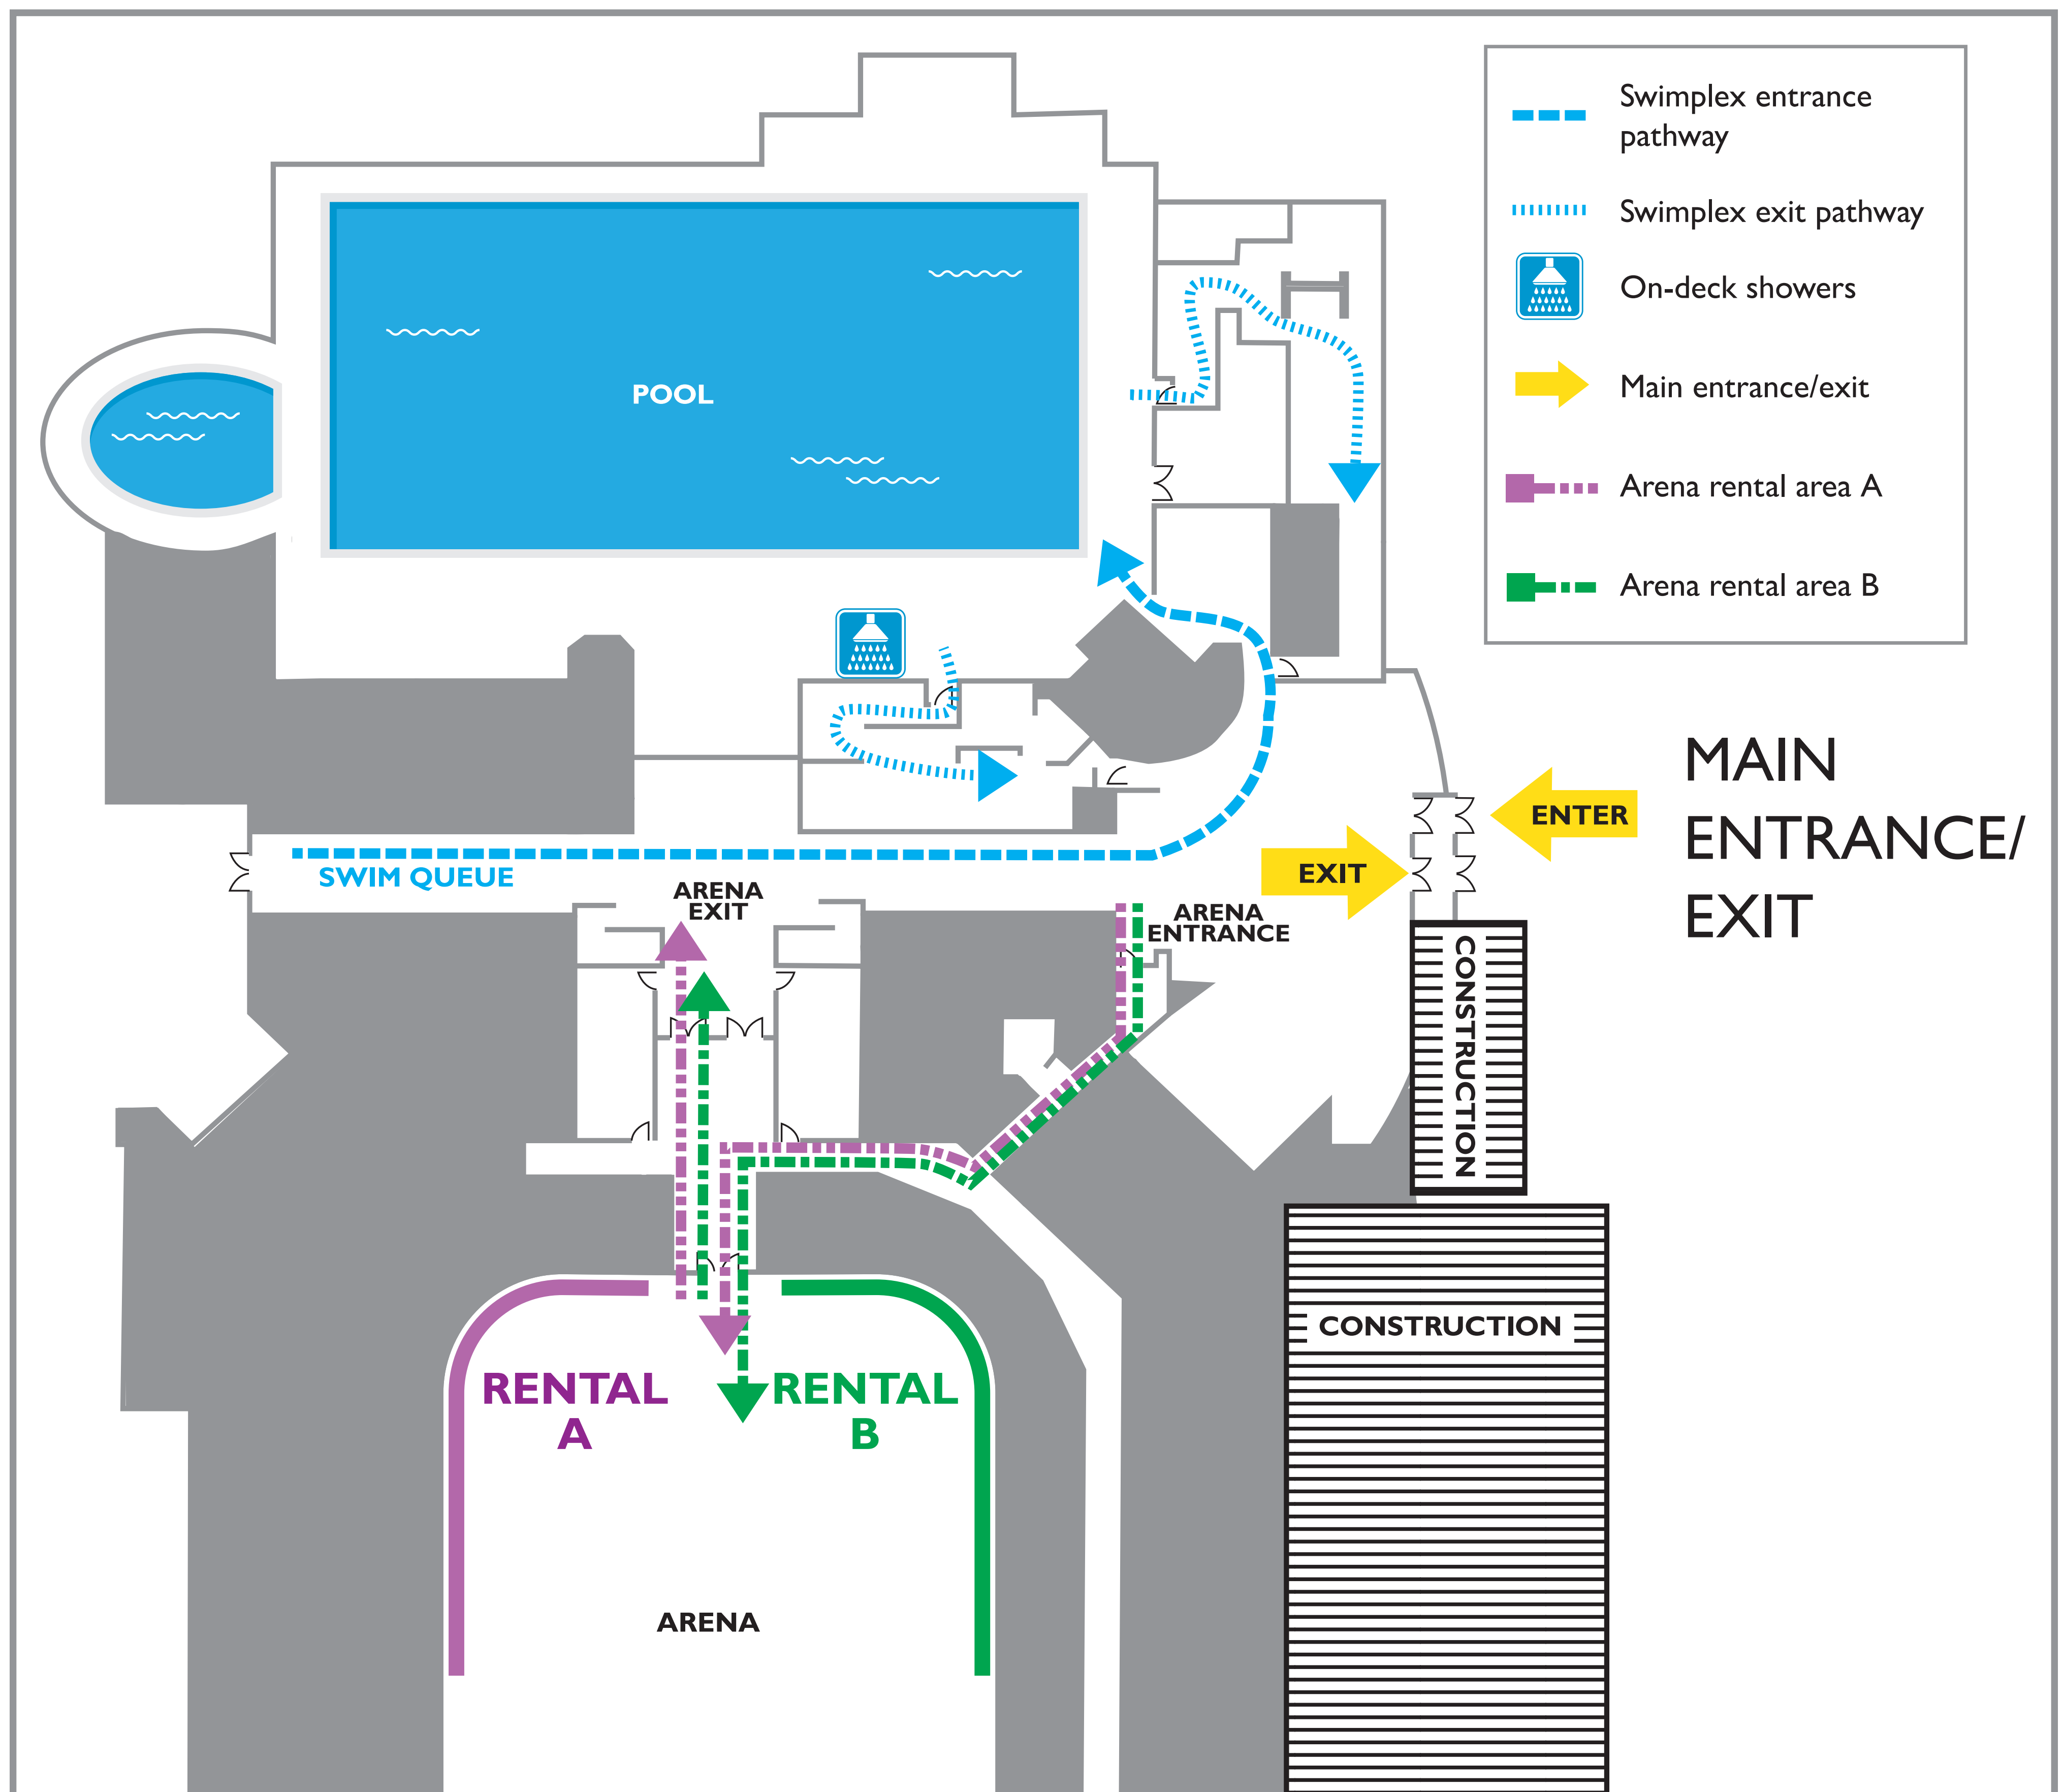 Swimplex entrance
pathway
Swimplex exit pathway
On-deck showers
Main entrance/exit
Arena rental area A
Arena rental area B
POOL
MAIN
ENTRANCE/
EXIT
ENTER
EXIT
SWIM QUEUE
ARENA
EXIT
ARENA
ENTRANCE
CONSTRUCTION
CONSTRUCTION
RENTAL
A
RENTAL
B
ARENA